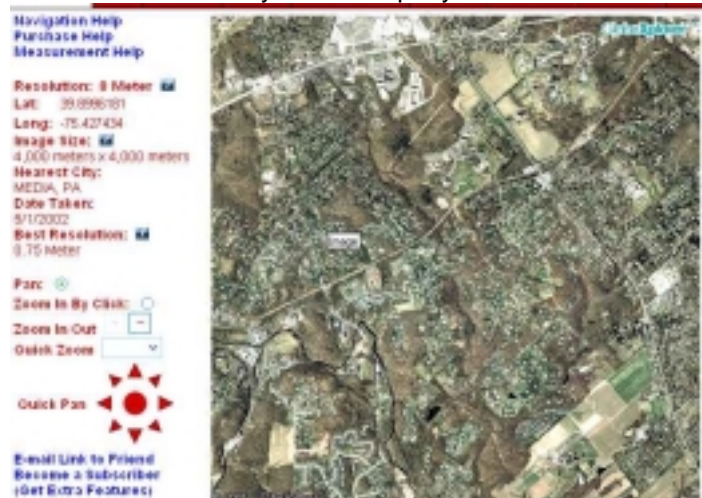 Navigation Help
Purchase Help
Measurement Help
Resolution: 8 Meter
Lat: 39.8996181
Long: -75.427434
Image Size:
4,000 meters x 4,000 meters
Nearest City:
MEDIA, PA
Date Taken:
9/1/2002
Best Resolution:
0.75 Meter
Pan:
Zoom In By Click:
Zoom In Out
Quick Zoom
Quick Pan
E-mail Link to Friend
Become a Subscriber
(Get Extra Features)
Image